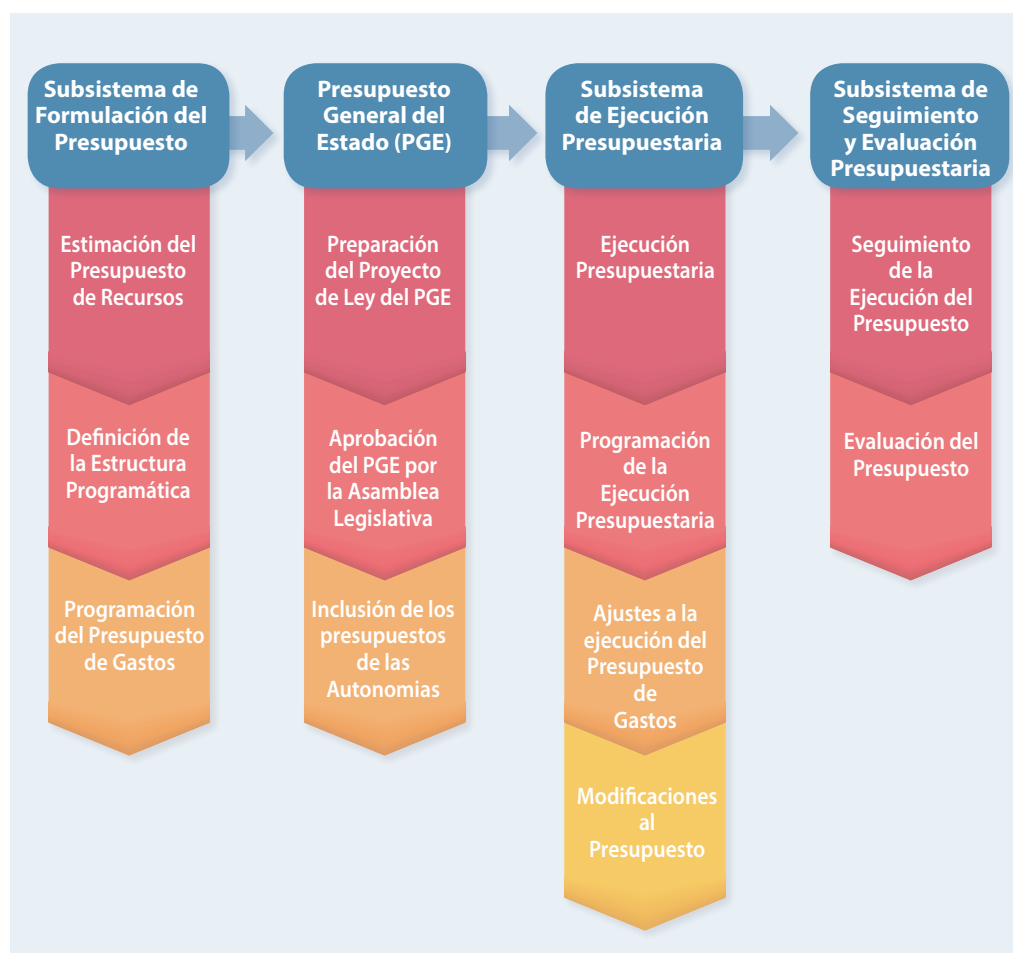 Subsistema de
Formulación del
Presupuesto
Estimación del
Presupuesto
de Recursos
Definición de
la Estructura
Programática
Programación
del Presupuesto
de Gastos
Presupuesto
General del
Estado (PGE)
Preparación
del Proyecto
de Ley del PGE
Aprobación
del PGE por
la Asamblea
Legislativa
Inclusión de los
presupuestos
de las
Autonomias
Subsistema
de Ejecución
Presupuestaria
Ejecución
Presupuestaria
Programación
de la
Ejecución
Presupuestaria
Ajustes a la
ejecución del
Presupuesto
de
Gastos
Modificaciones
al
Presupuesto
Subsistema de
Seguimiento
y Evaluación
Presupuestaria
Seguimiento
de la
Ejecución del
Presupuesto
Evaluación del
Presupuesto